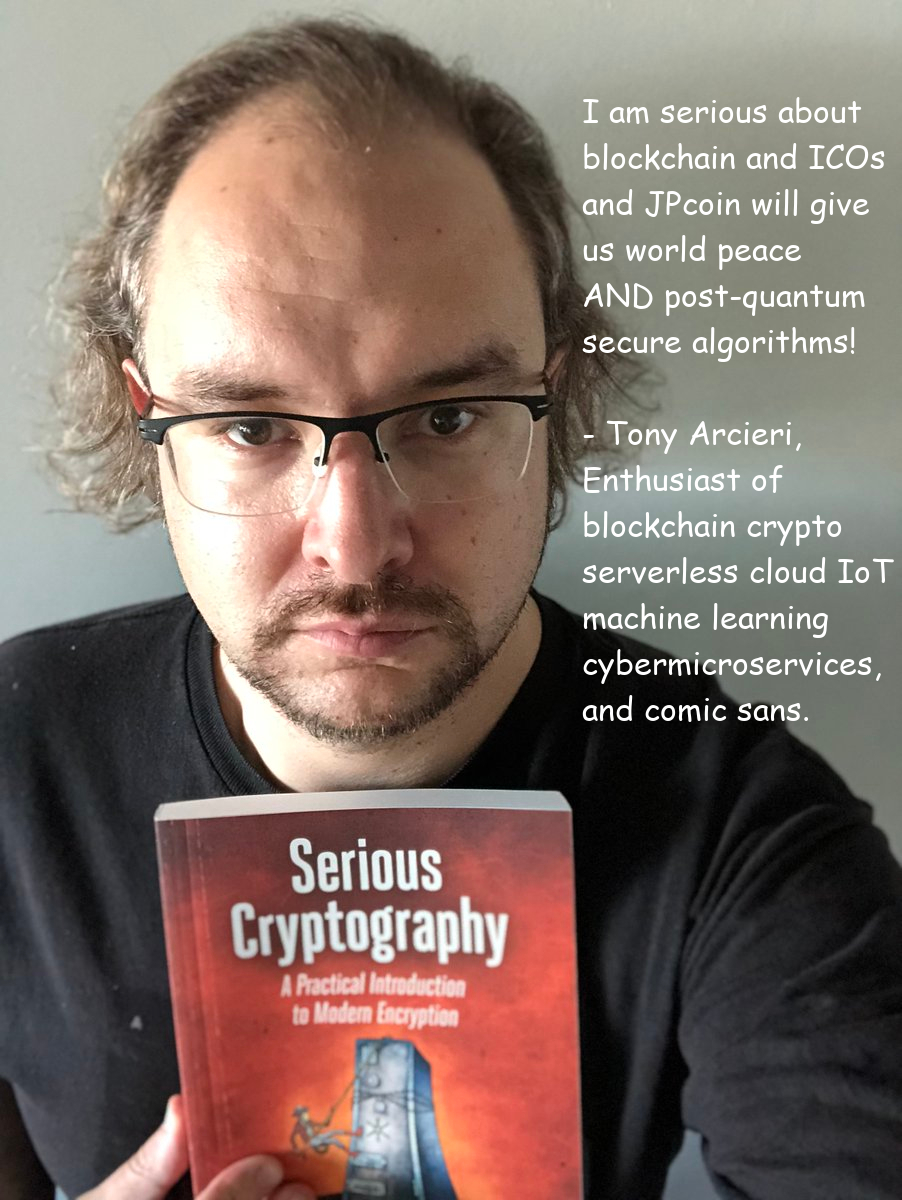 I am serious about
blockchain and ICOs
and JPcoin will give
us world peace
AND post-quantum
secure algorithms!
- Tony Arcieri,
Enthusiast of
blockchain crypto
serverless cloud IoT
machine learning
cybermicroservices,
and comic sans.
Serious
Cryptography
A Practical Introduction
to Modern Encryption